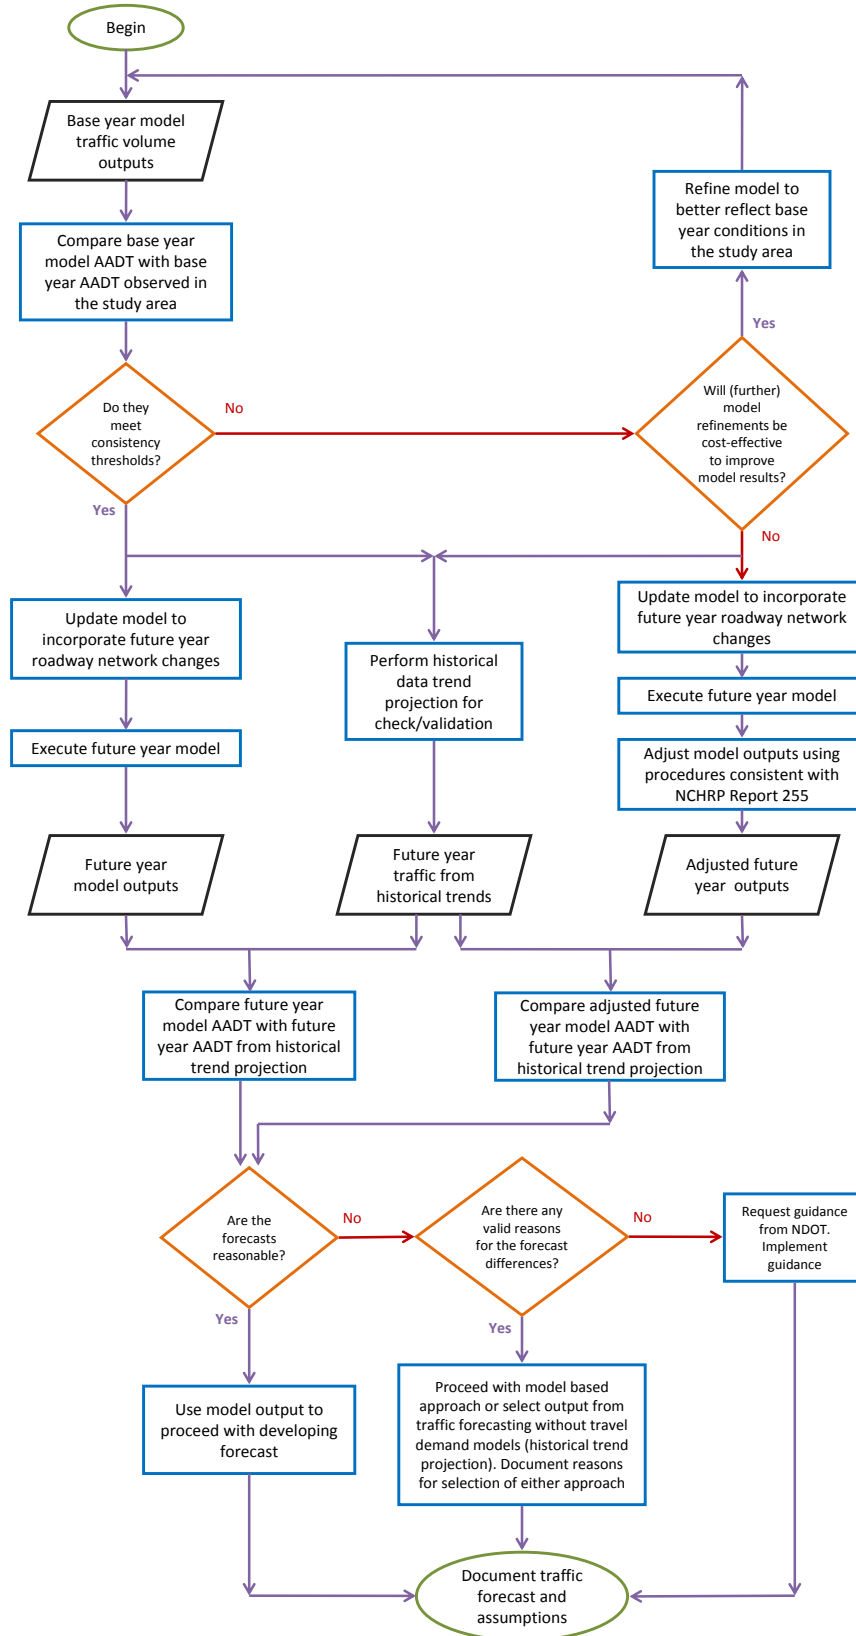 Begin
Base year model
traffic volume
outputs
Refine model to
better reflect base
year conditions in
the study area
Compare base year
model AADT with base
year AADT observed in
the study area
Yes
Do they
meet
consistency
thresholds?
No
Will (further)
model
refinements be
cost-effective
to improve
model results?
Yes
No
Update model to
incorporate future year
roadway network
changes
Perform historical
data trend
projection for
check/validation
Update model to incorporate
future year roadway network
changes
Execute future year model
Execute future year model
Adjust model outputs using
procedures consistent with
NCHRP Report 255
Future year
model outputs
Future year
traffic from
historical trends
Adjusted future
year outputs
Compare future year
model AADT with future
year AADT from historical
trend projection
Compare adjusted future
year model AADT with
future year AADT from
historical trend projection
Are the
forecasts
reasonable?
No
Are there any
valid reasons
for the forecast
differences?
No
Request guidance
from NDOT.
Implement
guidance
Yes
Yes
Use model output to
proceed with developing
forecast
Proceed with model based
approach or select output from
traffic forecasting without travel
demand models (historical trend
projection). Document reasons
for selection of either approach
Document traffic
forecast and
assumptions